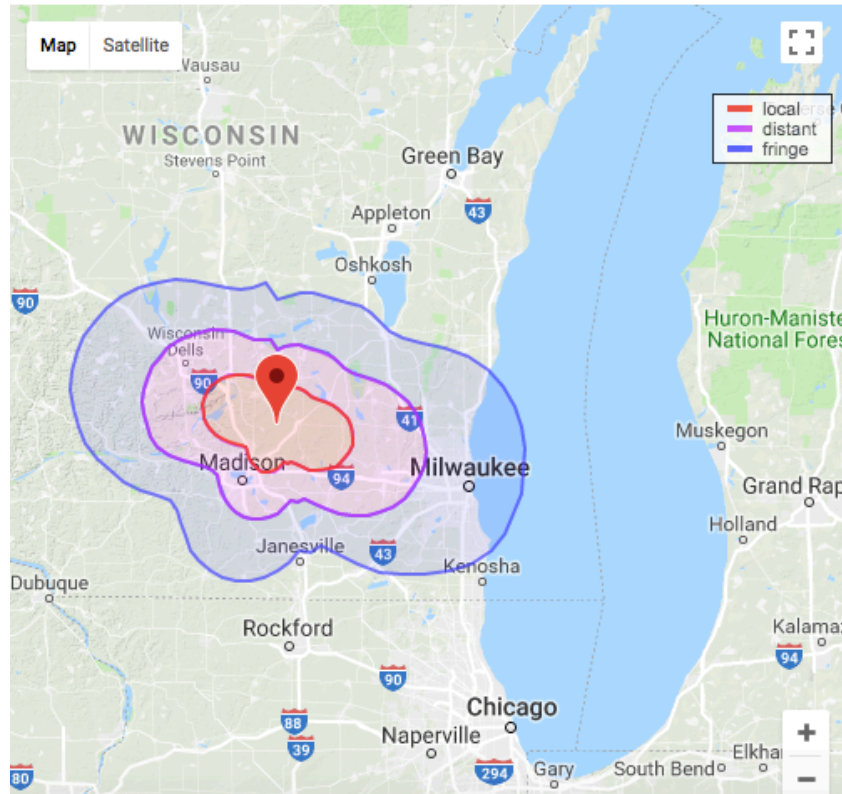 Map Satellite
Wausau
local
distant
fringe
WISCONSIN
Stevens Point
Green Bay
43
Appleton
Oshkosh
90
Huron-Maniste
National Fores
Wisconsin
Dells
90
41
Muskegon
Madison
94
Milwaukee
Grand Rap
Holland
Janesville
43
Kenosha
Dubuque
Rockford
Kalama
94
90
Chicago
88
Naperville
39
+
Elkha
South Bend
80
294
Gary
−